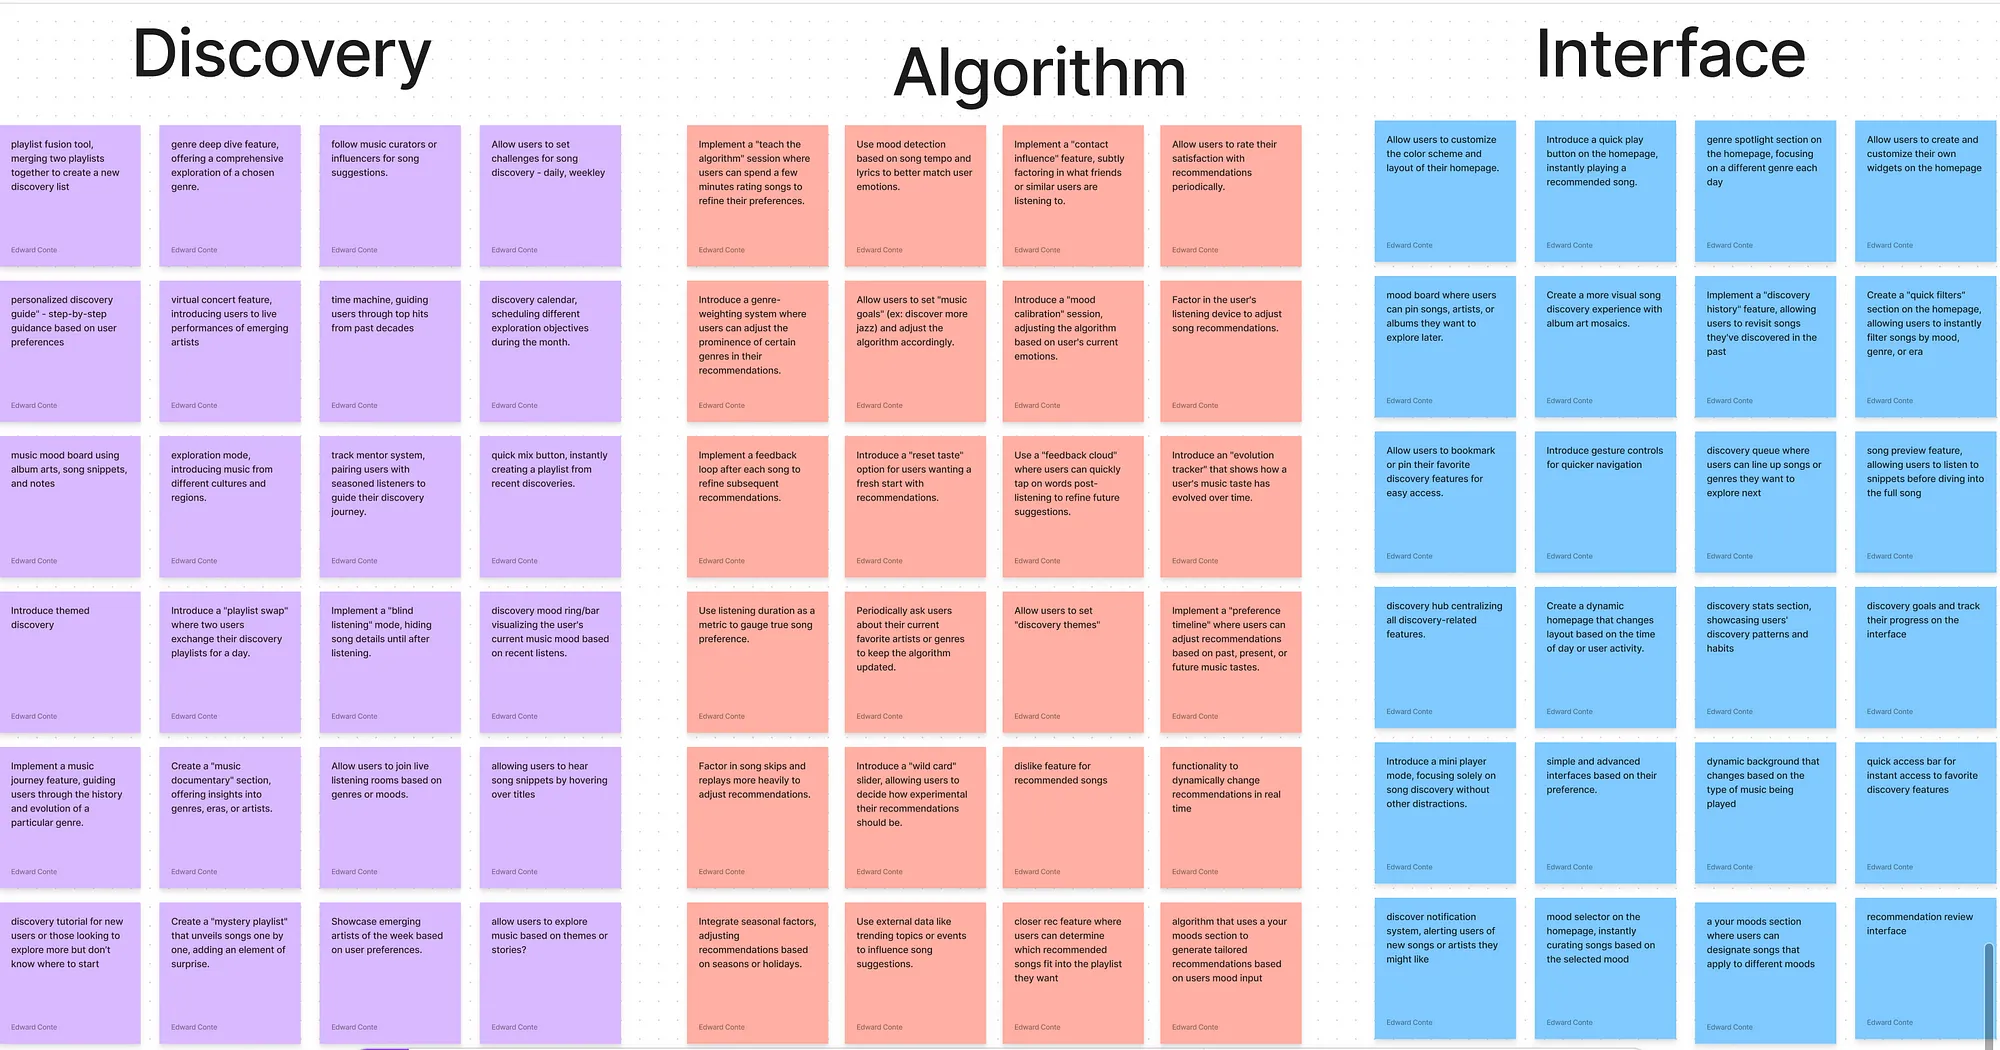 Discovery
playlist fusion tool,
merging two playlists
together to create a new
discovery list
Edward Conte
genre deep dive feature,
offering a comprehensive
exploration of a chosen
genre.
Edward Conte
follow music curators or
influencers for song
suggestions.
Edward Conte
Allow users to set
challenges for song
discovery - daily, weekley
Edward Conte
personalized discovery
guide" - step-by-step
guidance based on user
preferences
Edward Conte
virtual concert feature,
introducing users to live
performances of emerging
artists
Edward Conte
time machine, guiding
users through top hits
from past decades
Edward Conte
discovery calendar,
scheduling different
exploration objectives
during the month.
Edward Conte
music mood board using
album arts, song snippets,
and notes
Edward Conte
exploration mode,
introducing music from
different cultures and
regions.
Edward Conte
track mentor system,
pairing users with
seasoned listeners to
guide their discovery
journey.
Edward Conte
quick mix button, instantly
creating a playlist from
recent discoveries.
Edward Conte
Introduce themed
discovery
Edward Conte
Introduce a "playlist swap"
where two users
exchange their discovery
playlists for a day.
Edward Conte
Implement a "blind
listening" mode, hiding
song details until after
listening.
Edward Conte
discovery mood ring/bar
visualizing the user's
current music mood based
on recent listens.
Edward Conte
Implement a music
journey feature, guiding
users through the history
and evolution of a
particular genre.
Edward Conte
Create a "music
documentary" section,
offering insights into
genres, eras, or artists.
Edward Conte
Allow users to join live
listening rooms based on
genres or moods.
Edward Conte
allowing users to hear
song snippets by hovering
over titles
Edward Conte
discovery tutorial for new
users or those looking to
explore more but don't
know where to start
Edward Conte
Create a "mystery playlist"
that unveils songs one by
one, adding an element of
surprise.
Edward Conte
Showcase emerging
artists of the week based
on user preferences.
Edward Conte
allow users to explore
music based on themes or
stories?
Edward Conte
Algorithm
Implement a "teach the
algorithm" session where
users can spend a few
minutes rating songs to
refine their preferences.
Edward Conte
Use mood detection
based on song tempo and
lyrics to better match user
emotions.
Edward Conte
Implement a "contact
influence" feature, subtly
factoring in what friends
or similar users are
listening to.
Edward Conte
Allow users to rate their
satisfaction with
recommendations
periodically.
Edward Conte
Introduce a genre-
weighting system where
users can adjust the
prominence of certain
genres in their
recommendations.
Edward Conte
Allow users to set "music
goals" (ex: discover more
jazz) and adjust the
algorithm accordingly.
Edward Conte
Introduce a "mood
calibration" session,
adjusting the algorithm
based on user's current
emotions.
Edward Conte
Factor in the user's
listening device to adjust
song recommendations.
Edward Conte
Implement a feedback
loop after each song to
refine subsequent
recommendations.
Edward Conte
Introduce a "reset taste"
option for users wanting a
fresh start with
recommendations.
Edward Conte
Use a "feedback cloud"
where users can quickly
tap on words post-
listening to refine future
suggestions.
Edward Conte
Introduce an "evolution
tracker" that shows how a
user's music taste has
evolved over time.
Edward Conte
Use listening duration as a
metric to gauge true song
preference.
Edward Conte
Periodically ask users
about their current
favorite artists or genres
to keep the algorithm
updated.
Edward Conte
Allow users to set
"discovery themes"
Edward Conte
Implement a "preference
timeline" where users can
adjust recommendations
based on past, present, or
future music tastes.
Edward Conte
Factor in song skips and
replays more heavily to
adjust recommendations.
Edward Conte
Introduce a "wild card"
slider, allowing users to
decide how experimental
their recommendations
should be.
Edward Conte
dislike feature for
recommended songs
Edward Conte
functionality to
dynamically change
recommendations in real
time
Edward Conte
Integrate seasonal factors,
adjusting
recommendations based
on seasons or holidays.
Edward Conte
Use external data like
trending topics or events
to influence song
suggestions.
Edward Conte
closer rec feature where
users can determine
which recommended
songs fit into the playlist
they want
Edward Conte
algorithm that uses a your
moods section to
generate tailored
recommendations based
on users mood input
Edward Conte
Interface
Allow users to customize
the color scheme and
layout of their homepage.
Edward Conte
Introduce a quick play
button on the homepage,
instantly playing a
recommended song.
Edward Conte
genre spotlight section on
the homepage, focusing
on a different genre each
day
Edward Conte
Allow users to create and
customize their own
widgets on the homepage
Edward Conte
mood board where users
can pin songs, artists, or
albums they want to
explore later.
Edward Conte
Create a more visual song
discovery experience with
album art mosaics.
Edward Conte
Implement a "discovery
history" feature, allowing
users to revisit songs
they've discovered in the
past
Edward Conte
Create a "quick filters"
section on the homepage,
allowing users to instantly
filter songs by mood,
genre, or era
Edward Conte
Allow users to bookmark
or pin their favorite
discovery features for
easy access.
Edward Conte
Introduce gesture controls
for quicker navigation
Edward Conte
discovery queue where
users can line up songs or
genres they want to
explore next
Edward Conte
song preview feature,
allowing users to listen to
snippets before diving into
the full song
Edward Conte
discovery hub centralizing
all discovery-related
features.
Edward Conte
Create a dynamic
homepage that changes
layout based on the time
of day or user activity.
Edward Conte
discovery stats section,
showcasing users'
discovery patterns and
habits
Edward Conte
discovery goals and track
their progress on the
interface
Edward Conte
Introduce a mini player
mode, focusing solely on
song discovery without
other distractions.
Edward Conte
simple and advanced
interfaces based on their
preference.
Edward Conte
dynamic background that
changes based on the
type of music being
played
Edward Conte
quick access bar for
instant access to favorite
discovery features
Edward Conte
discover notification
system, alerting users of
new songs or artists they
might like
Edward Conte
mood selector on the
homepage, instantly
curating songs based on
the selected mood
Edward Conte
a your moods section
where users can
designate songs that
apply to different moods
Edward Conte
recommendation review
interface
Edward Conte